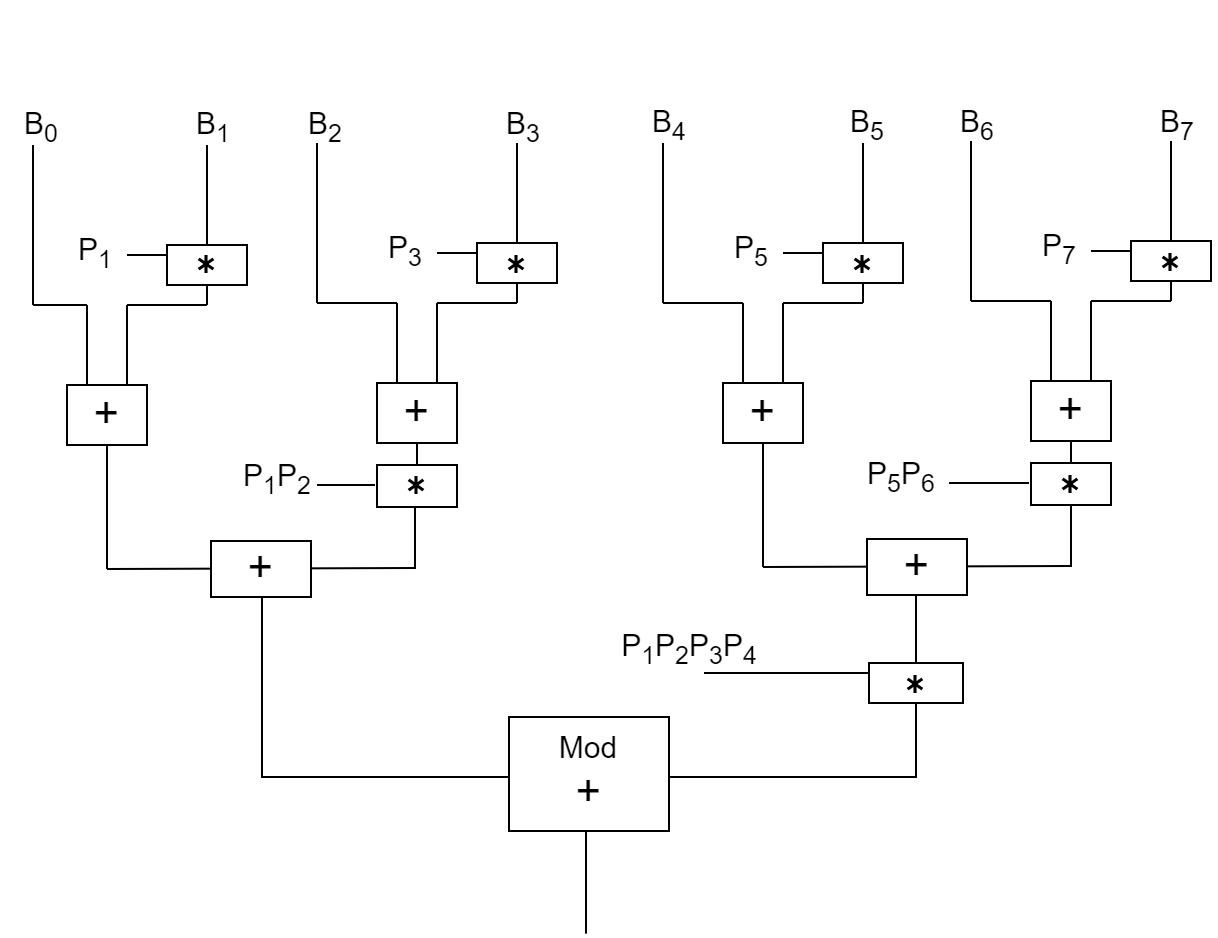 B₀ B₁ B₂ B₃ B₄ B₅ B₆ B₇
P₁ * P₃ * P₅ * P₇ *
+ + + +
P₁P₂ * P₅P₆ *
+ +
P₁P₂P₃P₄ *
Mod
+